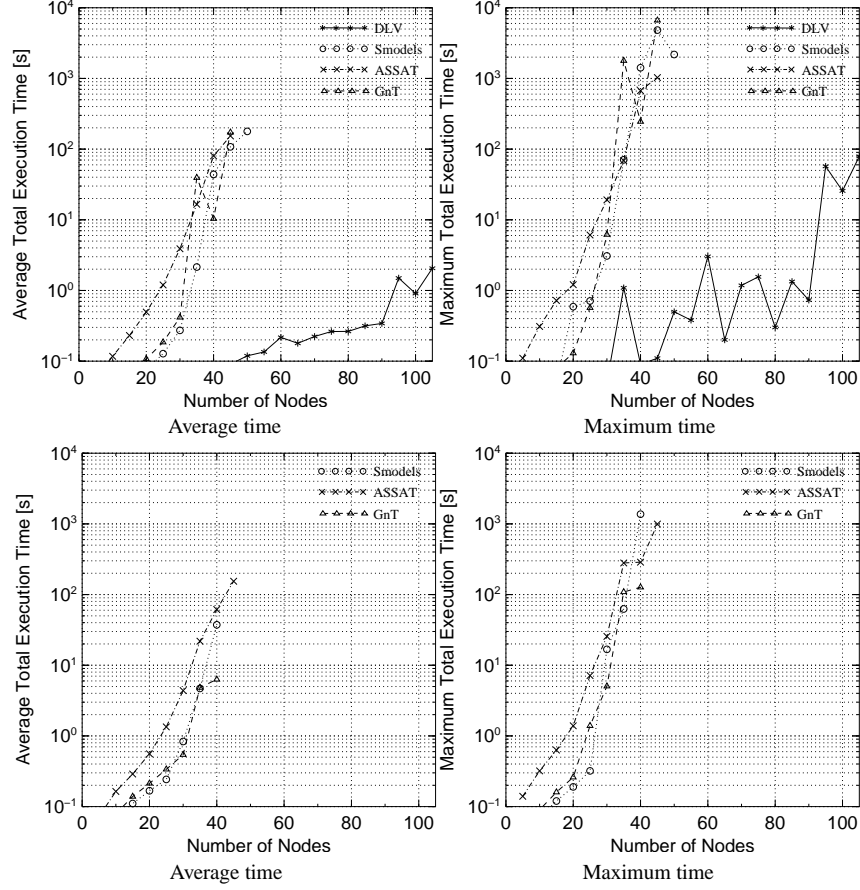 10^4
10^3
10^2
10^1
10^0
10^-1
Average Total Execution Time [s]
DLV
Smodels
ASSAT
GnT
0 20 40 60 80 100
Number of Nodes
Average time
10^4
10^3
10^2
10^1
10^0
10^-1
Maximum Total Execution Time [s]
DLV
Smodels
ASSAT
GnT
0 20 40 60 80 100
Number of Nodes
Maximum time
10^4
10^3
10^2
10^1
10^0
10^-1
Average Total Execution Time [s]
Smodels
ASSAT
GnT
0 20 40 60 80 100
Number of Nodes
Average time
10^4
10^3
10^2
10^1
10^0
10^-1
Maximum Total Execution Time [s]
Smodels
ASSAT
GnT
0 20 40 60 80 100
Number of Nodes
Maximum time